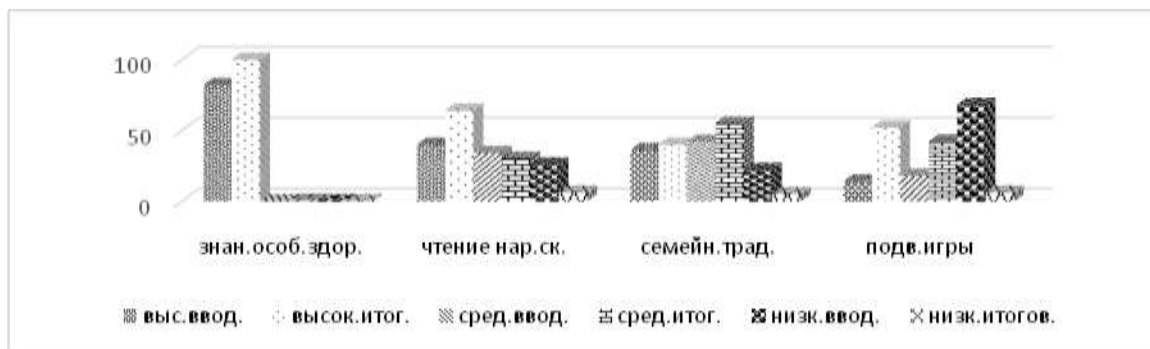 100
50
0
знан.особ.здор. чтение нар.ск. семейн.трад. подв.игры
выс.ввод. высок.итог. сред.ввод. сред.итог. низк.ввод. низк.итогов.